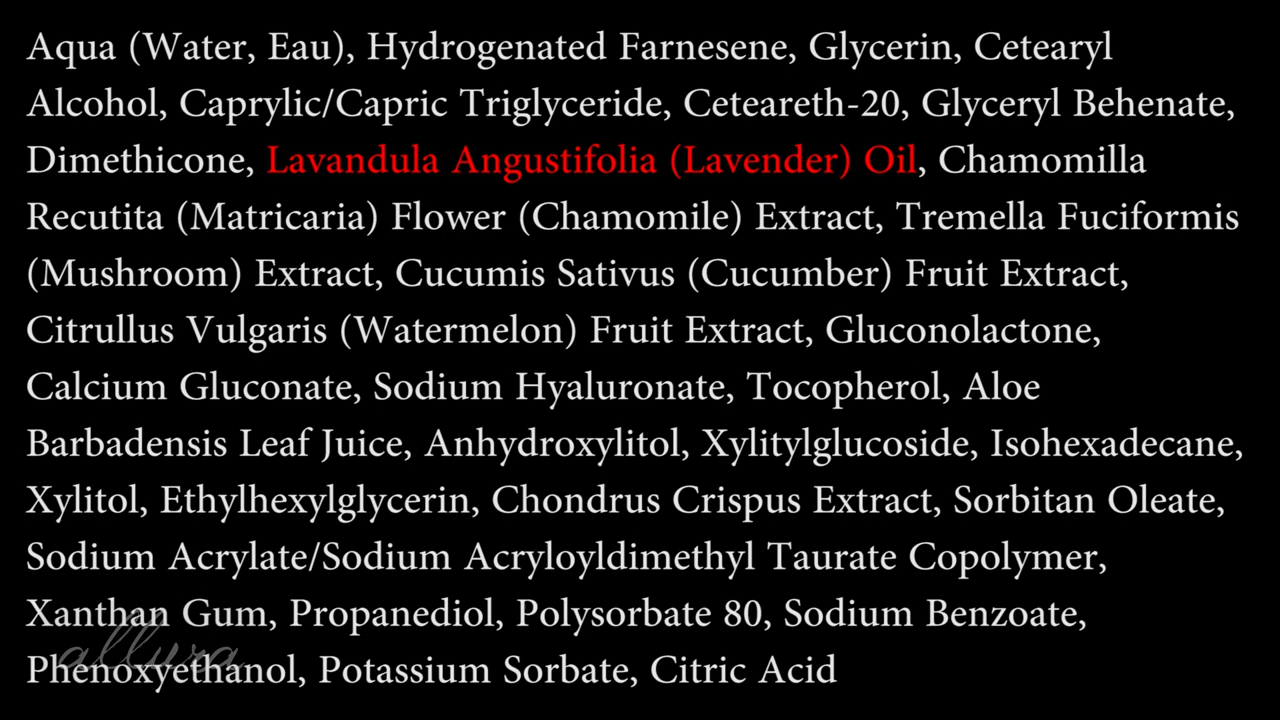 Aqua (Water, Eau), Hydrogenated Farnesene, Glycerin, Cetearyl
Alcohol, Caprylic/Capric Triglyceride, Ceteareth-20, Glyceryl Behenate,
Dimethicone, Lavandula Angustifolia (Lavender) Oil, Chamomilla
Recutita (Matricaria) Flower (Chamomile) Extract, Tremella Fuciformis
(Mushroom) Extract, Cucumis Sativus (Cucumber) Fruit Extract,
Citrullus Vulgaris (Watermelon) Fruit Extract, Gluconolactone,
Calcium Gluconate, Sodium Hyaluronate, Tocopherol, Aloe
Barbadensis Leaf Juice, Anhydroxylitol, Xylitylglucoside, Isohexadecane,
Xylitol, Ethylhexylglycerin, Chondrus Crispus Extract, Sorbitan Oleate,
Sodium Acrylate/Sodium Acryloyldimethyl Taurate Copolymer,
Xanthan Gum, Propanediol, Polysorbate 80, Sodium Benzoate,
Phenoxyethanol, Potassium Sorbate, Citric Acid
allura